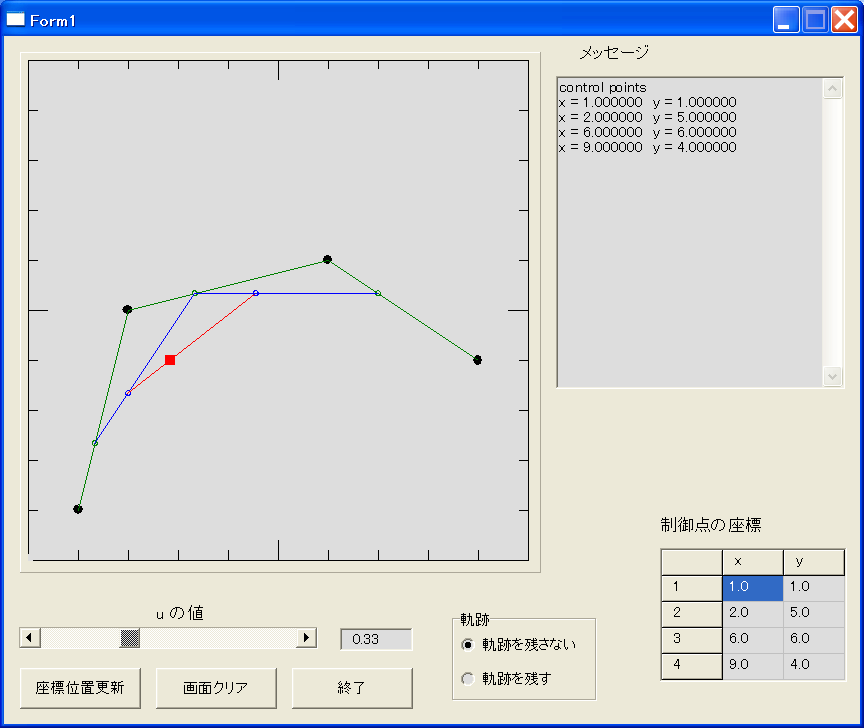 Form1
メッセージ
control points
x = 1.000000 y = 1.000000
x = 2.000000 y = 5.000000
x = 6.000000 y = 6.000000
x = 9.000000 y = 4.000000
制御点の座標
x y
1 1.0 1.0
2 2.0 5.0
3 6.0 6.0
4 9.0 4.0
u の値
0.33
軌跡
軌跡を残さない
軌跡を残す
座標位置更新 画面クリア 終了